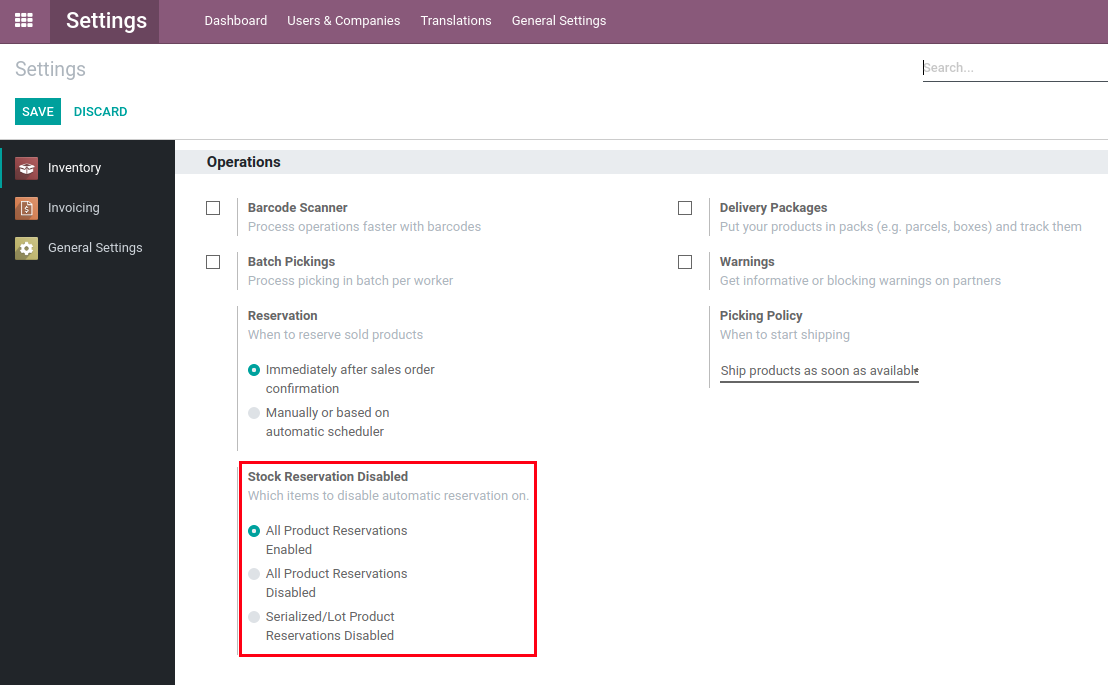 Settings
Dashboard
Users & Companies
Translations
General Settings
Settings
Search...
SAVE
DISCARD
Inventory
Invoicing
General Settings
Operations
Barcode Scanner
Process operations faster with barcodes
Delivery Packages
Put your products in packs (e.g. parcels, boxes) and track them
Batch Pickings
Process picking in batch per worker
Warnings
Get informative or blocking warnings on partners
Reservation
When to reserve sold products
Immediately after sales order
confirmation
Manually or based on
automatic scheduler
Picking Policy
When to start shipping
Ship products as soon as available
Stock Reservation Disabled
Which items to disable automatic reservation on.
All Product Reservations
Enabled
All Product Reservations
Disabled
Serialized/Lot Product
Reservations Disabled